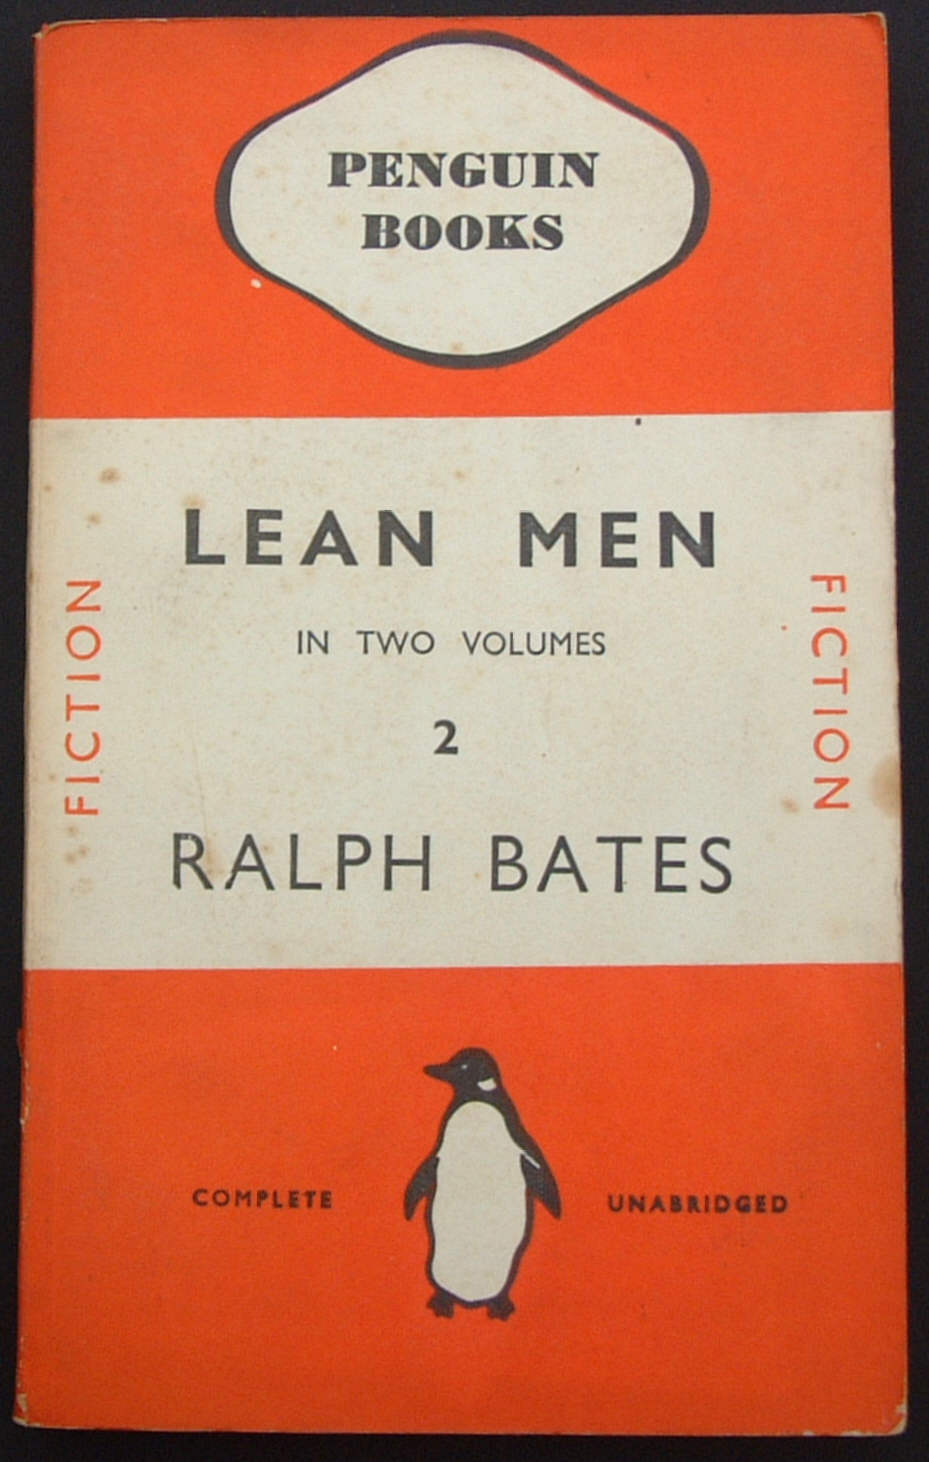 PENGUIN
BOOKS
LEAN MEN
IN TWO VOLUMES
2
RALPH BATES
FICTION
FICTION
COMPLETE
UNABRIDGED